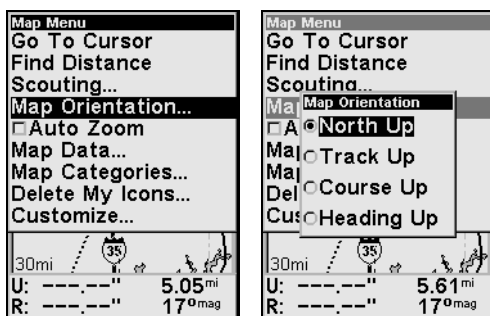 Map Menu
Go To Cursor
Find Distance
Scouting...
Map Orientation...
Auto Zoom
Map Data...
Map Categories...
Delete My Icons...
Customize...
35
30mi
U: ---.--" 5.05mi
R: ---.--" 17°mag
Map Menu
Go To Cursor
Find Distance
Scouting...
Map Orientation
North Up
Track Up
Course Up
Heading Up
35
30mi
U: ---.--" 5.61mi
R: ---.--" 17°mag